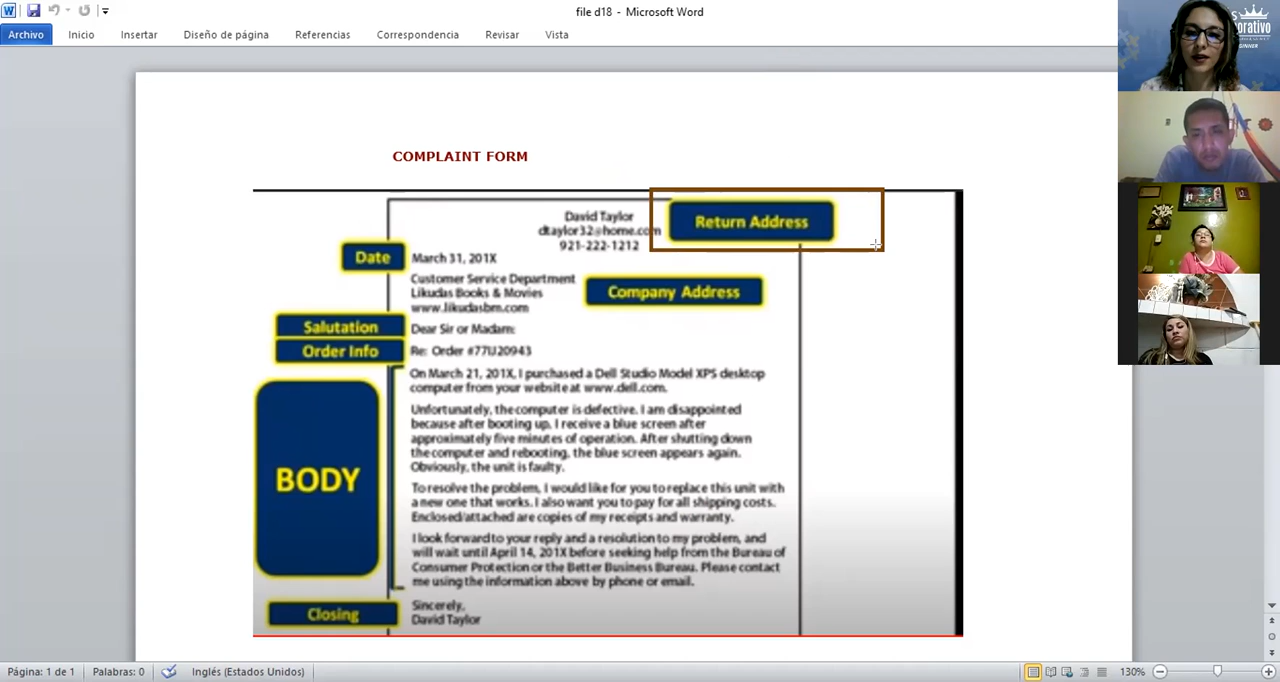 file d18 - Microsoft Word
Archivo Inicio Insertar Diseño de página Referencias Correspondencia Revisar Vista
orativo
GINNER
COMPLAINT FORM
David Taylor
dtaylor32@home.com
921-222-1212
Return Address
Date
March 31, 201X
Customer Service Department
Likudas Books & Movies
www.likudasbm.com
Company Address
Salutation
Dear Sir or Madam:
Order Info
Re: Order #77U20943
BODY
On March 21, 201X, I purchased a Dell Studio Model XPS desktop
computer from your website at www.dell.com.
Unfortunately, the computer is defective. I am disappointed
because after booting up, I receive a blue screen after
approximately five minutes of operation. After shutting down
the computer and rebooting, the blue screen appears again.
Obviously, the unit is faulty.
To resolve the problem, I would like for you to replace this unit with
a new one that works. I also want you to pay for all shipping costs.
Enclosed/attached are copies of my receipts and warranty.
I look forward to your reply and a resolution to my problem, and
will wait until April 14, 201X before seeking help from the Bureau of
Consumer Protection or the Better Business Bureau. Please contact
me using the information above by phone or email.
Closing
Sincerely,
David Taylor
Página: 1 de 1 Palabras: 0 Inglés (Estados Unidos) 130%